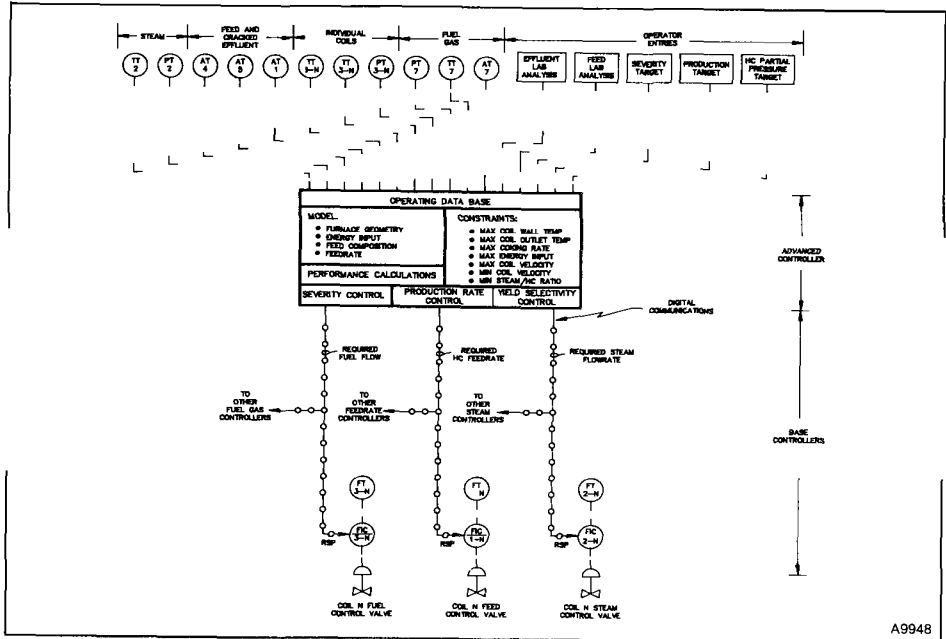 STEAM
FEED AND
CRACKED
EFFLUENT
INDIVIDUAL
COILS
FUEL
GAS
OPERATOR
ENTRIES
TT
2
PT
2
AT
4
AT
5
AT
1
TT
1-N
TT
3-N
PT
3-N
PT
7
TT
7
AT
7
EFFLUENT
LAB
ANALYSIS
FEED
LAB
ANALYSIS
SEVERITY
TARGET
PRODUCTION
TARGET
HC PARTIAL
PRESSURE
TARGET
OPERATING DATA BASE
MODEL
● FURNACE GEOMETRY
● ENERGY INPUT
● FEED COMPOSITION
● FEEDRATE
CONSTRAINTS:
● MAX COIL WALL TEMP
● MAX COIL OUTLET TEMP
● MAX COKING RATE
● MAX ENERGY INPUT
● MAX COIL VELOCITY
● MIN COIL VELOCITY
● MIN STEAM/HC RATIO
PERFORMANCE CALCULATIONS
SEVERITY CONTROL
PRODUCTION RATE
CONTROL
YIELD SELECTIVITY
CONTROL
ADVANCED
CONTROLLER
DIGITAL
COMMUNICATIONS
REQUIRED
FUEL FLOW
REQUIRED
HC FEEDRATE
REQUIRED STEAM
FLOWRATE
TO
OTHER
FUEL GAS
CONTROLLERS
TO
OTHER
FEEDRATE
CONTROLLERS
TO
OTHER
STEAM
CONTROLLERS
BASE
CONTROLLERS
FT
3-N
FT
N
FT
2-N
FIC
3-N
FIC
1-N
FIC
2-N
RSP
RSP
RSP
COIL N FUEL
CONTROL VALVE
COIL N FEED
CONTROL VALVE
COIL N STEAM
CONTROL VALVE
A9948